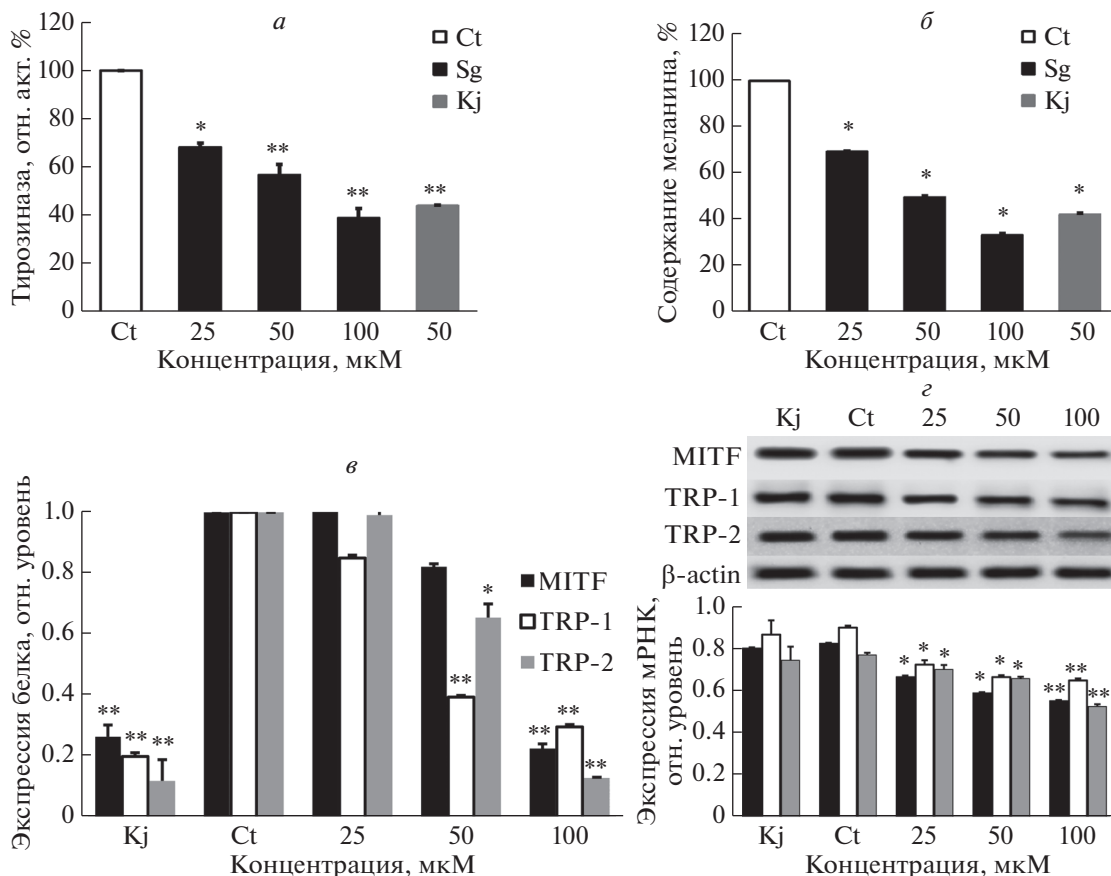 а
120
100
80
60
40
20
0
Тирозиназа, отн. акт. %
Ct
Sg
Kj
*
**
**
**
Ct 25 50 100 50
Концентрация, мкМ
б
120
100
80
60
40
20
0
Содержание меланина, %
Ct
Sg
Kj
*
*
*
*
Ct 25 50 100 50
Концентрация, мкМ
в
1.0
0.8
0.6
0.4
0.2
0
Экспрессия белка, отн. уровень
MITF
TRP-1
TRP-2
** ** **
** *
** ** **
Kj Ct 25 50 100
Концентрация, мкМ
г
Kj Ct 25 50 100
MITF
TRP-1
TRP-2
β-actin
1.0
0.8
0.6
0.4
0.2
0
Экспрессия мРНК,
отн. уровень
* * *
* * *
** ** **
Kj Ct 25 50 100
Концентрация, мкМ